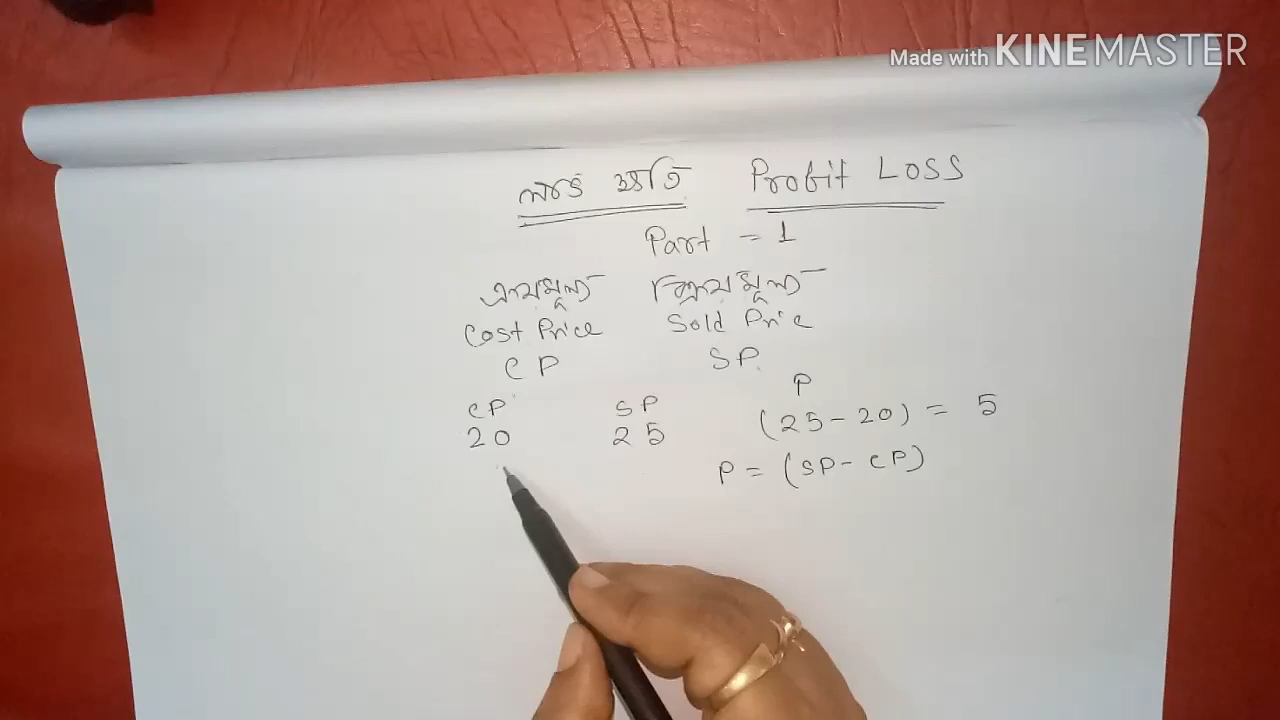 Made with KINEMASTER
লাভ ক্ষতি Profit Loss
Part - 1
ক্রয়মূল্য বিক্রয়মূল্য
Cost Price Sold Price
CP SP
P
CP SP (25-20) = 5
20 25
P = (SP - CP)